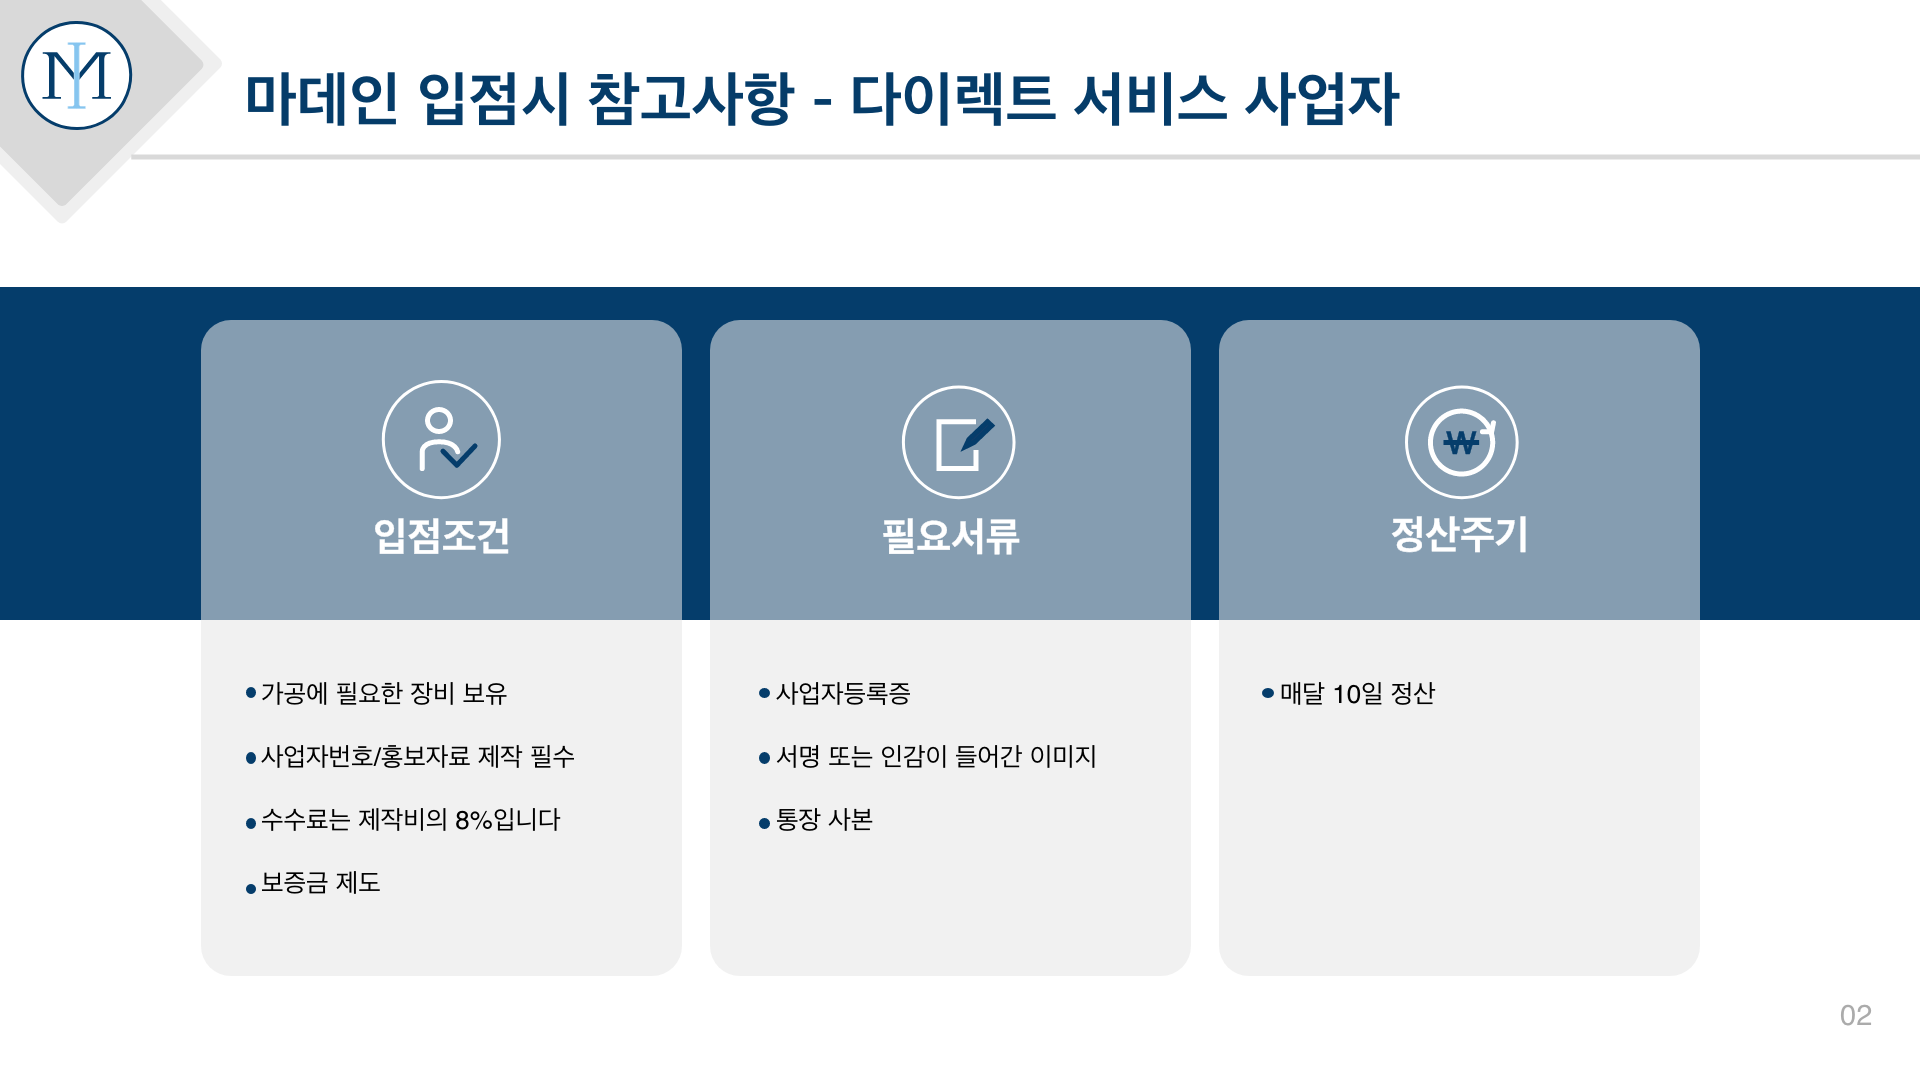 MI
마데인 입점시 참고사항 - 다이렉트 서비스 사업자
입점조건
가공에 필요한 장비 보유
사업자번호/홍보자료 제작 필수
수수료는 제작비의 8%입니다
보증금 제도
필요서류
사업자등록증
서명 또는 인감이 들어간 이미지
통장 사본
₩
정산주기
매달 10일 정산
02